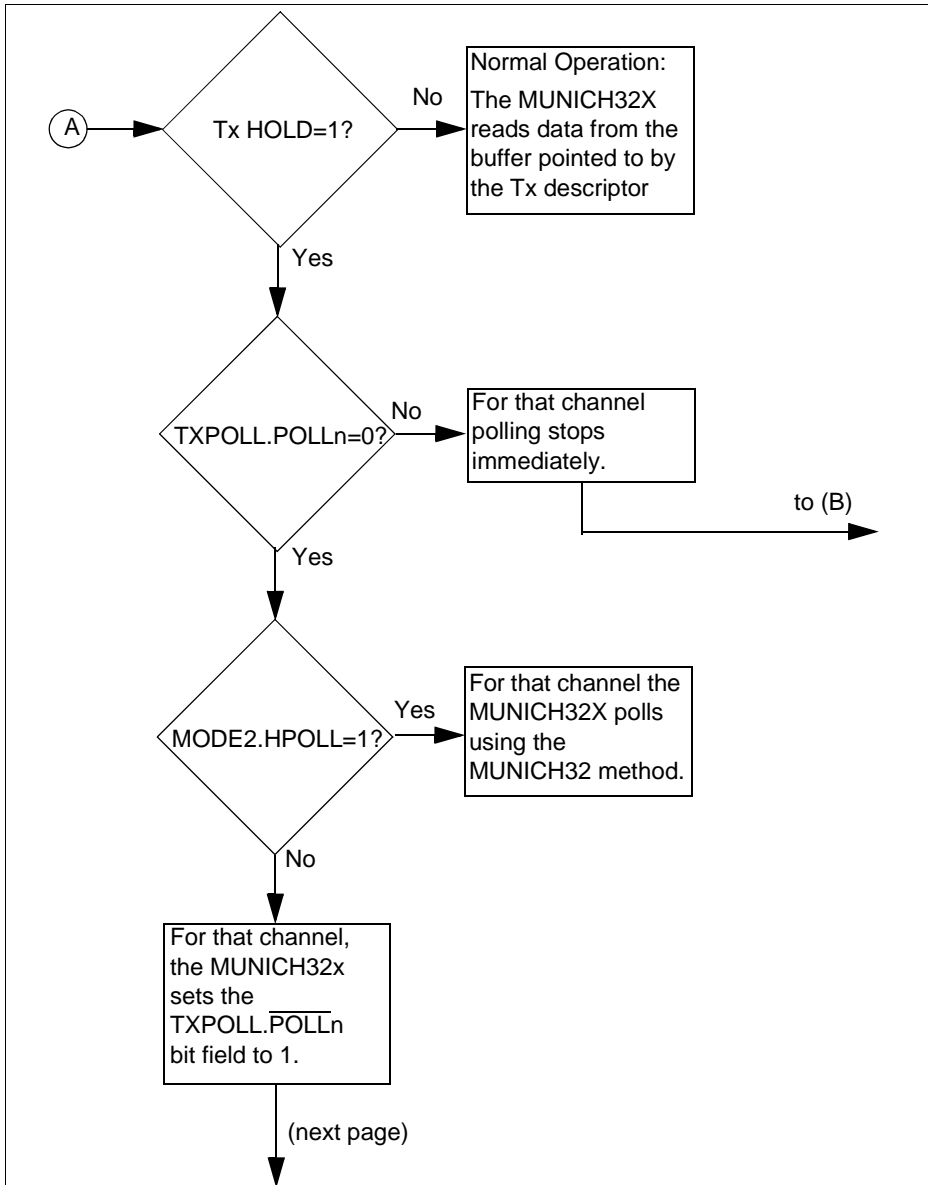 A
Tx HOLD=1?
No
Normal Operation:
The MUNICH32X
reads data from the
buffer pointed to by
the Tx descriptor
Yes
TXPOLL.POLLn=0?
No
For that channel
polling stops
immediately.
to (B)
Yes
MODE2.HPOLL=1?
Yes
For that channel the
MUNICH32X polls
using the
MUNICH32 method.
No
For that channel,
the MUNICH32x
sets the
TXPOLL.P̅O̅L̅L̅n
bit field to 1.
(next page)